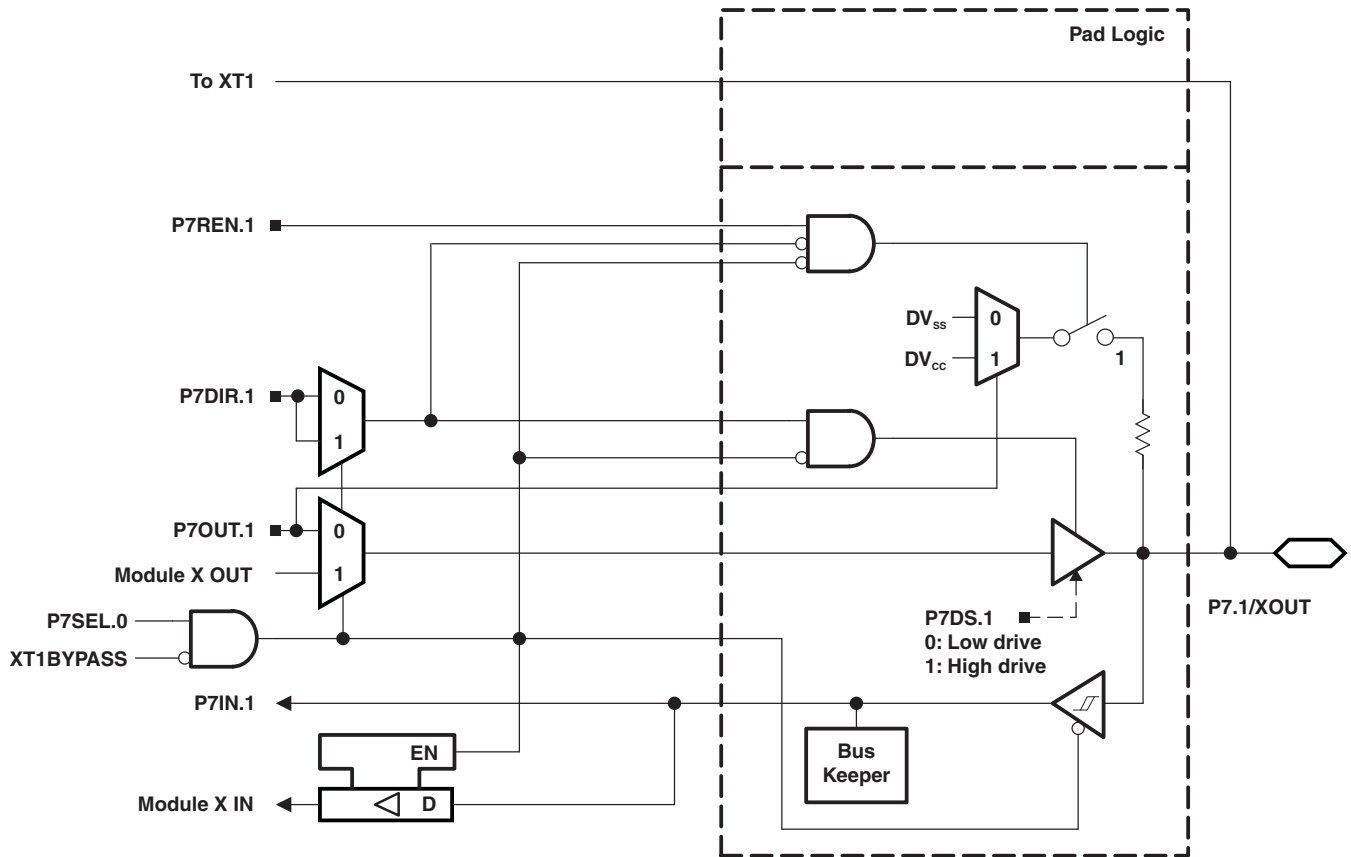 Pad Logic
To XT1
P7REN.1
DVSS
0
DVCC
1
1
P7DIR.1
0
1
P7OUT.1
0
Module X OUT
1
P7SEL.0
XT1BYPASS
P7DS.1
0: Low drive
1: High drive
P7.1/XOUT
P7IN.1
Bus
Keeper
EN
Module X IN
D